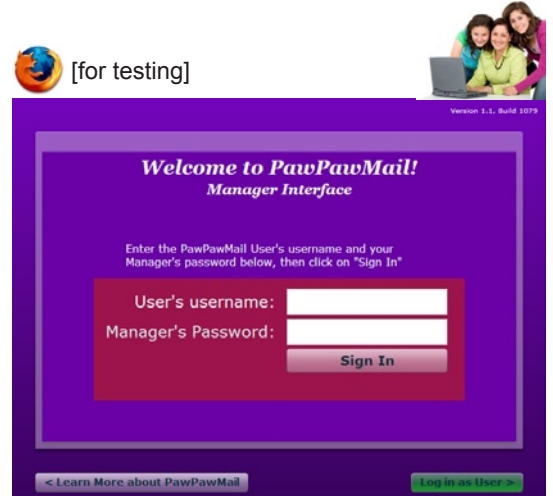 [for testing]
Version 1.1, Build 1079
Welcome to PawPawMail!
Manager Interface
Enter the PawPawMail User's username and your
Manager's password below, then click on "Sign In"
User's username:
Manager's Password:
Sign In
< Learn More about PawPawMail
Log in as User >